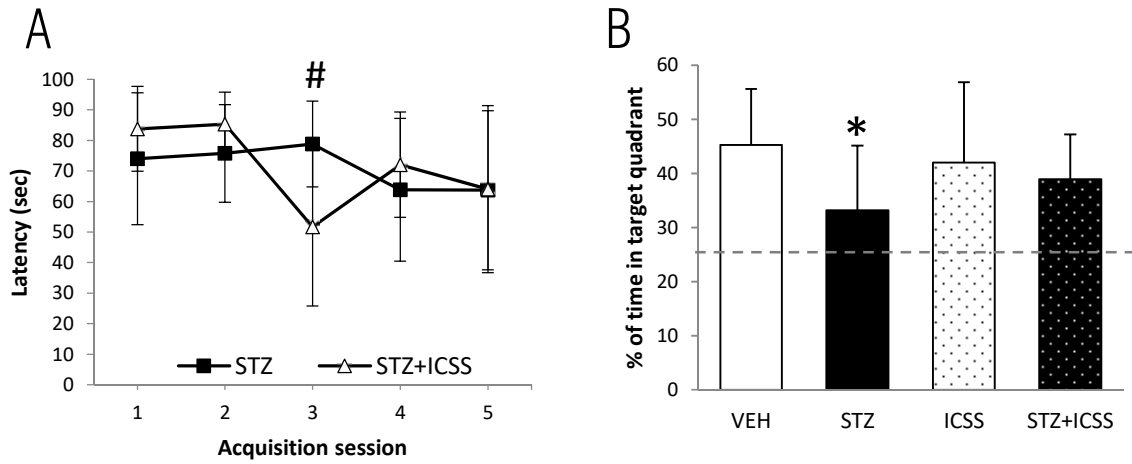 A
Latency (sec)
100
90
80
70
60
50
40
30
20
10
0
#
STZ
STZ+ICSS
1 2 3 4 5
Acquisition session
B
% of time in target quadrant
60
50
40
30
20
10
0
*
VEH STZ ICSS STZ+ICSS